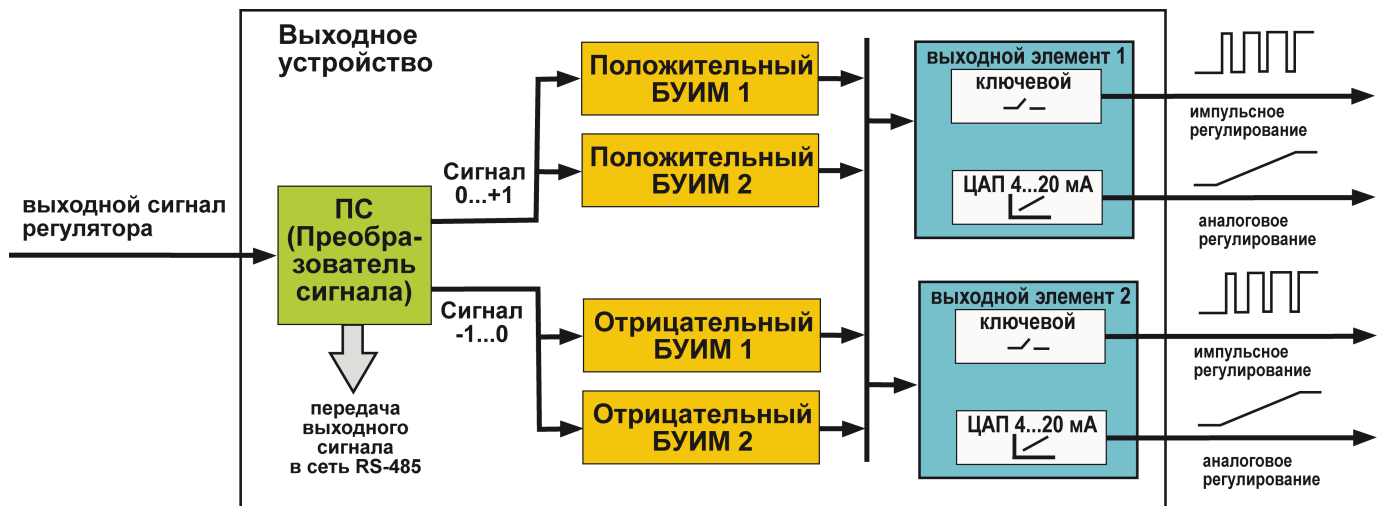 Выходное
устройство
выходной сигнал
регулятора
ПС
(Преобра-
зователь
сигнала)
передача
выходного
сигнала
в сеть RS-485
Сигнал
0...+1
Сигнал
-1...0
Положительный
БУИМ 1
Положительный
БУИМ 2
Отрицательный
БУИМ 1
Отрицательный
БУИМ 2
выходной элемент 1
ключевой
ЦАП 4...20 мА
выходной элемент 2
ключевой
ЦАП 4...20 мА
импульсное
регулирование
аналоговое
регулирование
импульсное
регулирование
аналоговое
регулирование